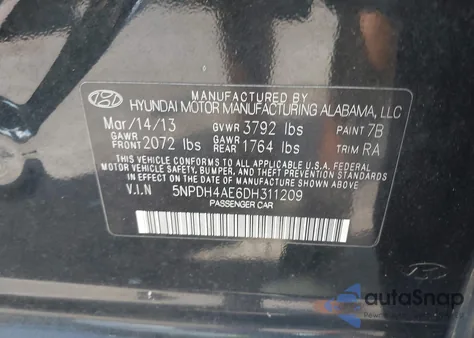 MANUFACTURED BY
HYUNDAI MOTOR MANUFACTURING ALABAMA, LLC
Mar/14/13 GVWR 3792 lbs PAINT 7B
GAWR FRONT 2072 lbs GAWR REAR 1764 lbs TRIM RA
THIS VEHICLE CONFORMS TO ALL APPLICABLE U.S.A. FEDERAL
MOTOR VEHICLE SAFETY, BUMPER, AND THEFT PREVENTION STANDARDS
IN EFFECT ON THE DATE OF MANUFACTURE SHOWN ABOVE.
V.I.N 5NPDH4AE6DH311209
PASSENGER CAR
autoSnap